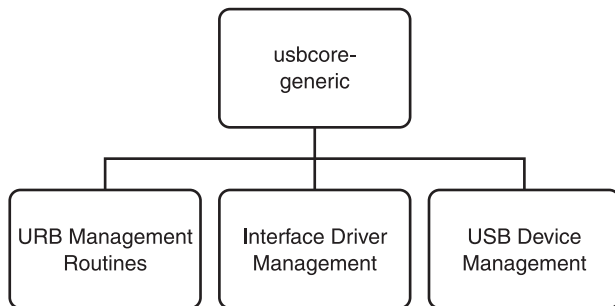 usbcore-
generic
URB Management
Routines
Interface Driver
Management
USB Device
Management